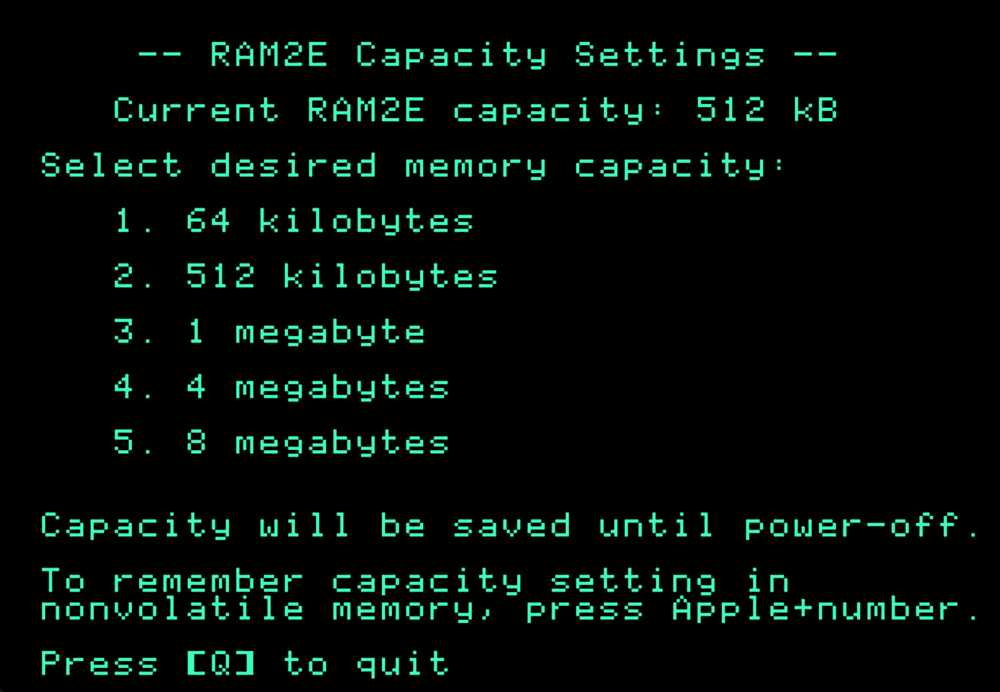 -- RAM2E Capacity Settings --
Current RAM2E capacity: 512 kB
Select desired memory capacity:
1. 64 kilobytes
2. 512 kilobytes
3. 1 megabyte
4. 4 megabytes
5. 8 megabytes
Capacity will be saved until power-off.
To remember capacity setting in
nonvolatile memory, press Apple+number.
Press [Q] to quit